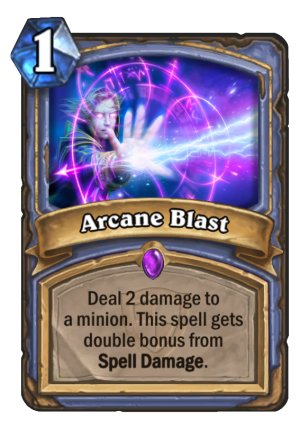 1
Arcane Blast
Deal 2 damage to
a minion. This spell gets
double bonus from
Spell Damage.